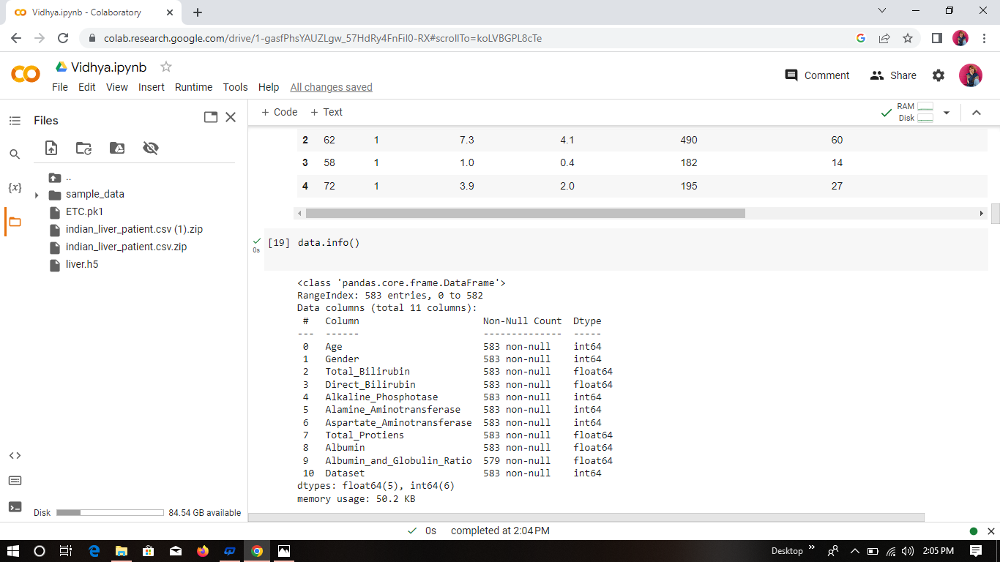 Vidhya.ipynb - Colaboratory
colab.research.google.com/drive/1-gasfPhsYAUZLgw_57HdRy4FnFiI0-RX#scrollTo=koLVBGPL8cTe
Vidhya.ipynb
Comment Share
File Edit View Insert Runtime Tools Help All changes saved
Files
+ Code + Text
RAM
Disk
2 62 1 7.3 4.1 490 60
3 58 1 1.0 0.4 182 14
4 72 1 3.9 2.0 195 27
..
sample_data
ETC.pk1
indian_liver_patient.csv (1).zip
indian_liver_patient.csv.zip
liver.h5
{x}
[19] data.info()
0s
<class 'pandas.core.frame.DataFrame'>
RangeIndex: 583 entries, 0 to 582
Data columns (total 11 columns):
# Column Non-Null Count Dtype
--- ------ -------------- -----
0 Age 583 non-null int64
1 Gender 583 non-null int64
2 Total_Bilirubin 583 non-null float64
3 Direct_Bilirubin 583 non-null float64
4 Alkaline_Phosphotase 583 non-null int64
5 Alamine_Aminotransferase 583 non-null int64
6 Aspartate_Aminotransferase 583 non-null int64
7 Total_Protiens 583 non-null float64
8 Albumin 583 non-null float64
9 Albumin_and_Globulin_Ratio 579 non-null float64
10 Dataset 583 non-null int64
dtypes: float64(5), int64(6)
memory usage: 50.2 KB
Disk 84.54 GB available
0s completed at 2:04 PM
Desktop 2:05 PM